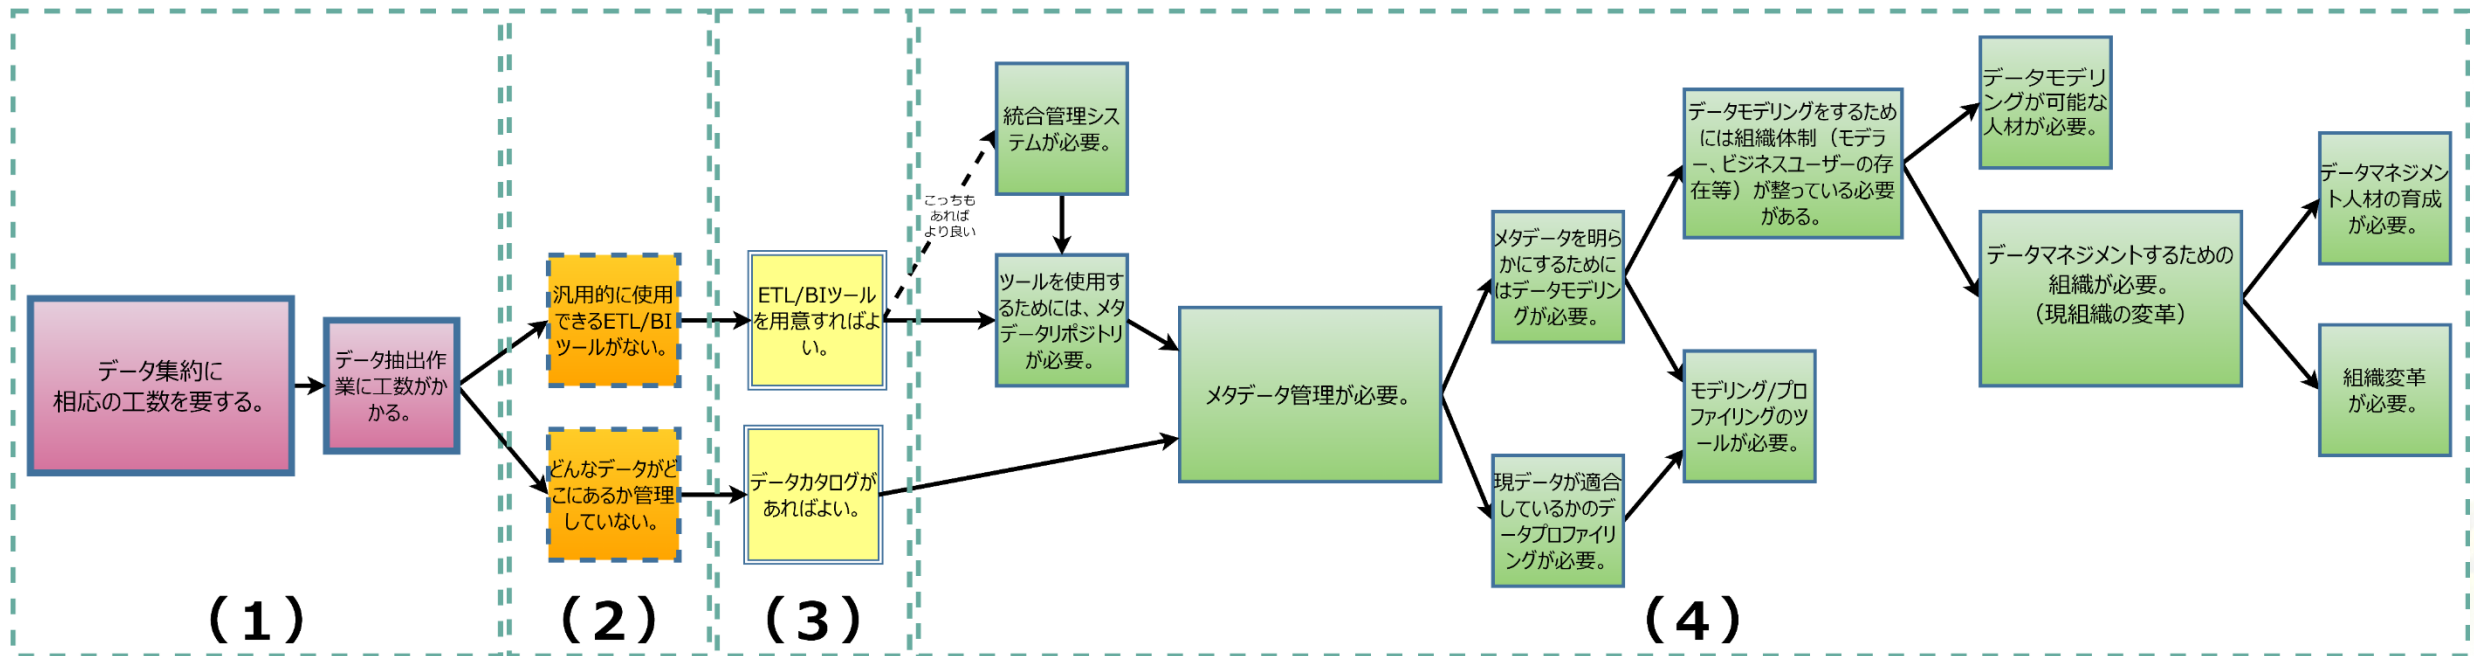 データ集約に
相応の工数を要する。
データ抽出作
業に工数がか
かる。
（1）
汎用的に使用
できるETL/BI
ツールがない。
どんなデータがど
こにあるか管理
していない。
（2）
ETL/BIツール
を用意すればよ
い。
データカタログが
あればよい。
（3）
こっちも
あれば
より良い
統合管理シス
テムが必要。
ツールを使用す
るためには、メタ
データリポジトリ
が必要。
メタデータ管理が必要。
メタデータを明ら
かにするためにに
はデータモデリン
グが必要。
現データが適合
しているかのデ
ータプロファイリ
ングが必要。
データモデリングをするため
には組織体制（モデラ
ー、ビジネスユーザーの存
在等）が整っている必要
がある。
モデリング/プロ
ファイリングのツ
ールが必要。
データモデリ
ングが可能な
人材が必要。
データマネジメントするための
組織が必要。
（現組織の変革）
データマネジメン
ト人材の育成
が必要。
組織変革
が必要。
（4）